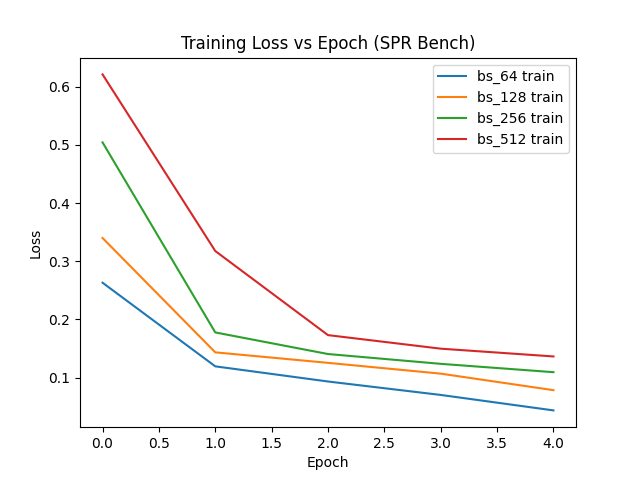 Training Loss vs Epoch (SPR Bench)
bs_64 train
bs_128 train
bs_256 train
bs_512 train
Loss
0.6
0.5
0.4
0.3
0.2
0.1
0.0 0.5 1.0 1.5 2.0 2.5 3.0 3.5 4.0
Epoch